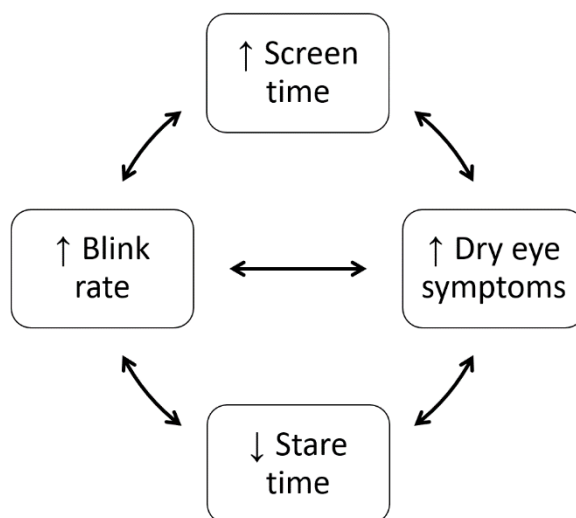 ↑ Screen
time
↑ Blink
rate
↑ Dry eye
symptoms
↓ Stare
time